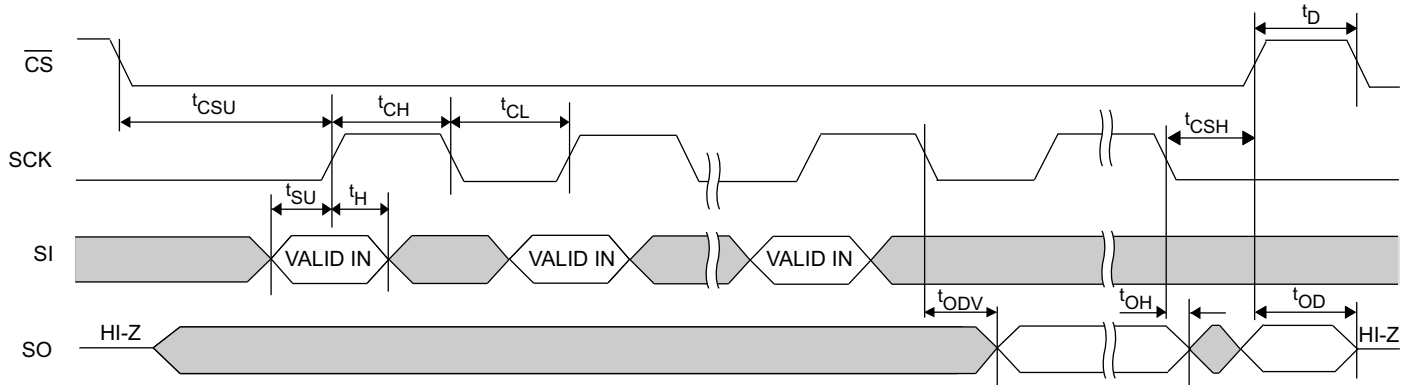 tD
CS
tCSU
tCH
tCL
tCSH
SCK
tSU
tH
SI
VALID IN
VALID IN
VALID IN
tODV
tOH
tOD
HI-Z
HI-Z
SO